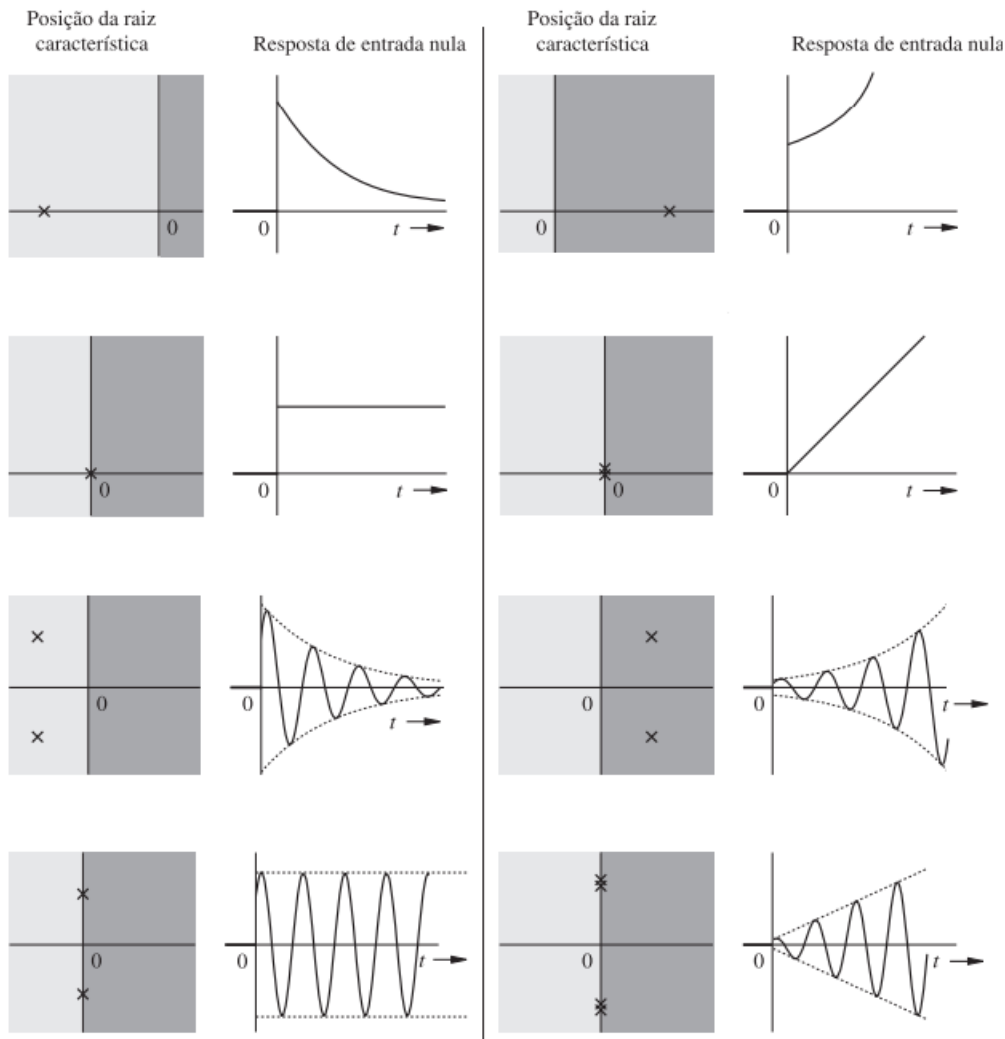 Posição da raiz
característica
Resposta de entrada nula
Posição da raiz
característica
Resposta de entrada nula
0
0
t
0
0
t
0
0
t
0
0
t
0
0
t
0
0
t
0
0
t
0
0
t